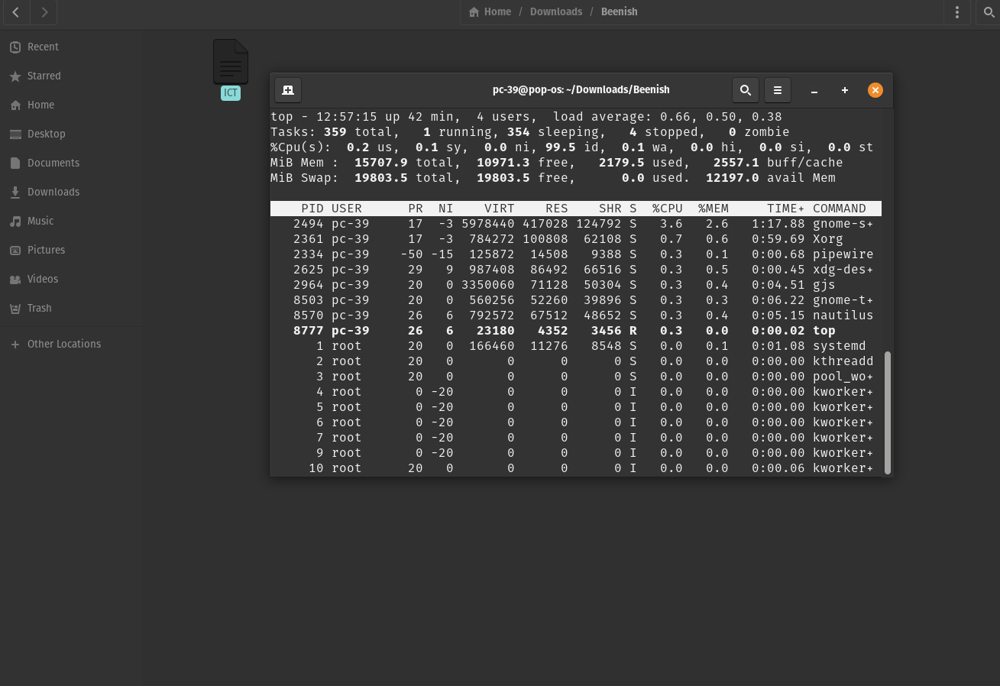 Home / Downloads / Beenish
Recent
Starred
Home
Desktop
Documents
Downloads
Music
Pictures
Videos
Trash
Other Locations
ICT
pc-39@pop-os: ~/Downloads/Beenish
top - 12:57:15 up 42 min,  4 users,  load average: 0.66, 0.50, 0.38
Tasks: 359 total,   1 running, 354 sleeping,   4 stopped,   0 zombie
%Cpu(s):  0.2 us,  0.1 sy,  0.0 ni, 99.5 id,  0.1 wa,  0.0 hi,  0.0 si,  0.0 st
MiB Mem :  15707.9 total,  10971.3 free,   2179.5 used,   2557.1 buff/cache
MiB Swap:  19803.5 total,  19803.5 free,      0.0 used.  12197.0 avail Mem
PID USER      PR  NI    VIRT    RES    SHR S  %CPU  %MEM     TIME+ COMMAND
2494 pc-39     17  -3 5978440 417028 124792 S   3.6   2.6   1:17.88 gnome-s+
2361 pc-39     17  -3  784272 100808  62108 S   0.7   0.6   0:59.69 Xorg
2334 pc-39    -50 -15  125872  14508   9388 S   0.3   0.1   0:00.68 pipewire
2625 pc-39     29   9  987408  86492  66516 S   0.3   0.5   0:00.45 xdg-des+
2964 pc-39     20   0 3350060  71128  50304 S   0.3   0.4   0:04.51 gjs
8503 pc-39     20   0  560256  52260  39896 S   0.3   0.3   0:06.22 gnome-t+
8570 pc-39     26   6  792572  67512  48652 S   0.3   0.4   0:05.15 nautilus
8777 pc-39     26   6   23180   4352   3456 R   0.3   0.0   0:00.02 top
1 root      20   0  166460  11276   8548 S   0.0   0.1   0:01.08 systemd
2 root      20   0       0      0      0 S   0.0   0.0   0:00.00 kthreadd
3 root      20   0       0      0      0 S   0.0   0.0   0:00.00 pool_wo+
4 root       0 -20       0      0      0 I   0.0   0.0   0:00.00 kworker+
5 root       0 -20       0      0      0 I   0.0   0.0   0:00.00 kworker+
6 root       0 -20       0      0      0 I   0.0   0.0   0:00.00 kworker+
7 root       0 -20       0      0      0 I   0.0   0.0   0:00.00 kworker+
9 root       0 -20       0      0      0 I   0.0   0.0   0:00.00 kworker+
10 root      20   0       0      0      0 I   0.0   0.0   0:00.06 kworker+